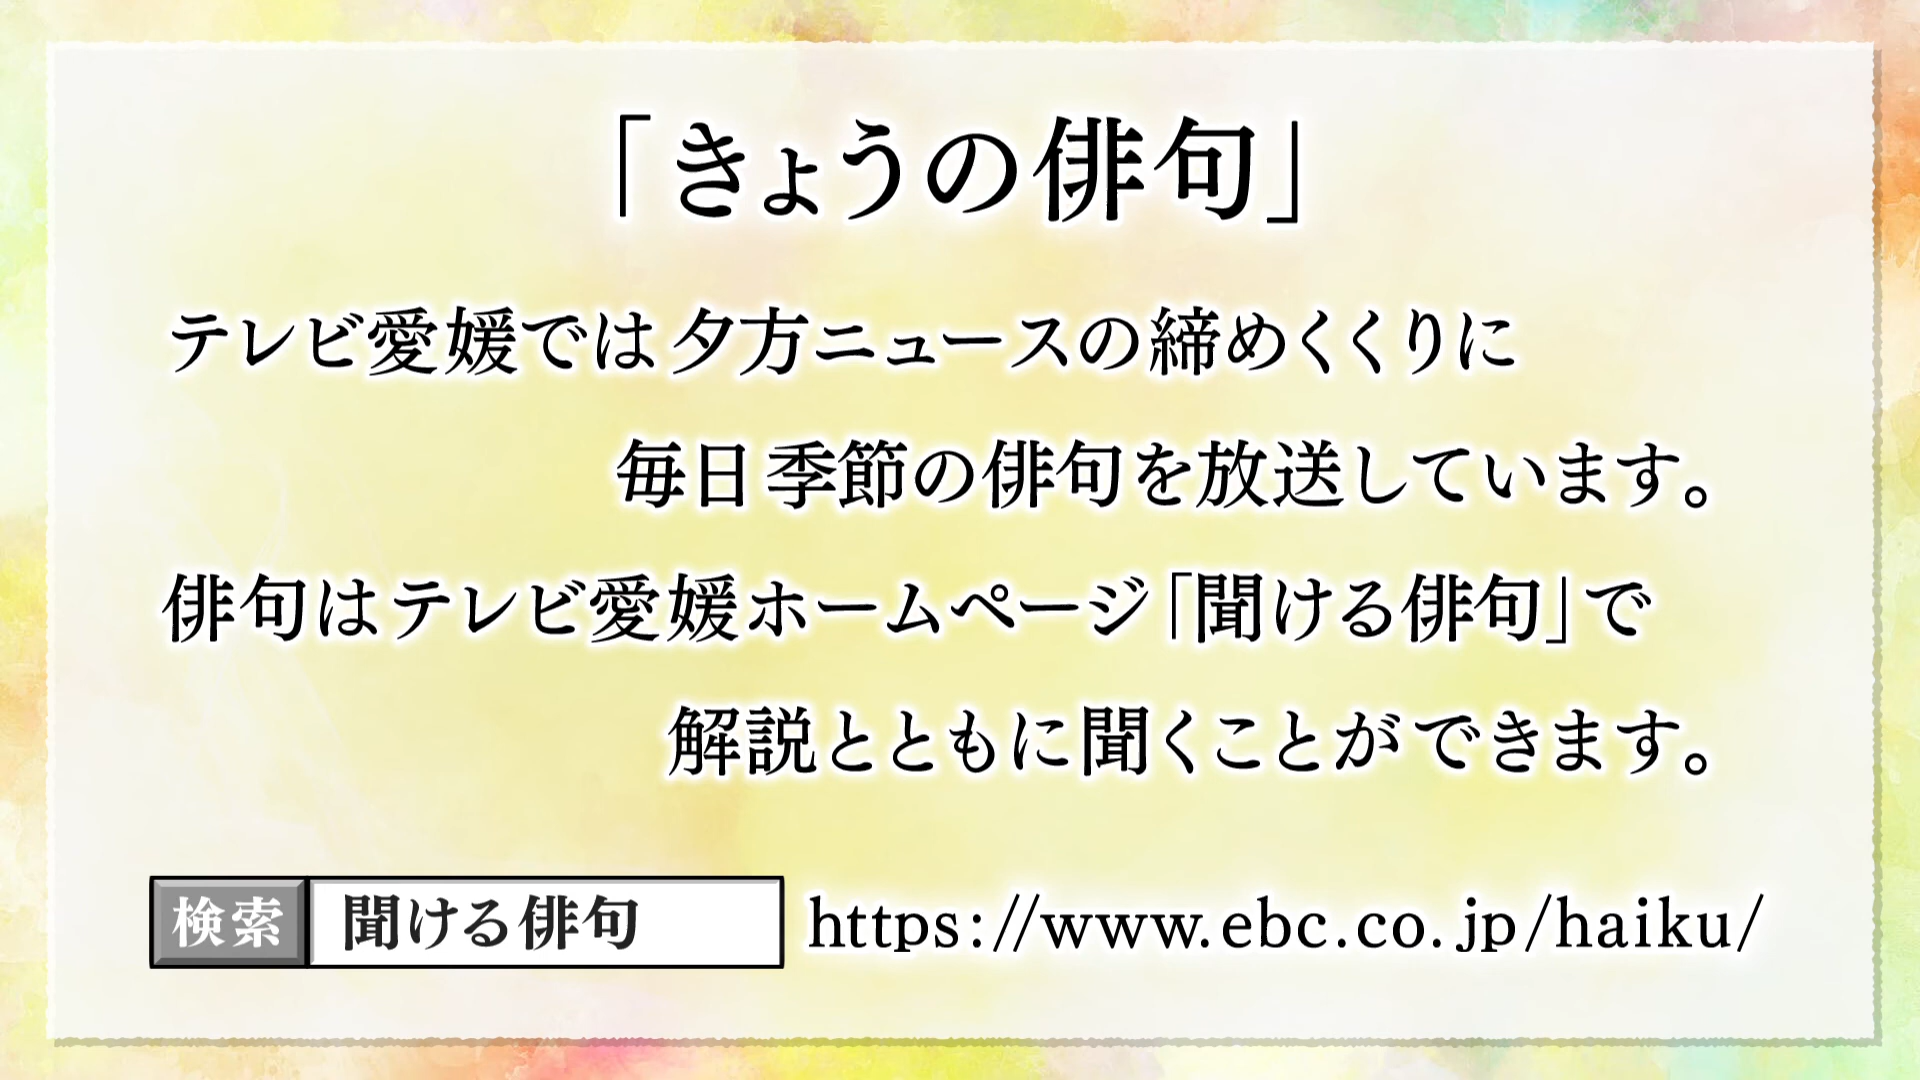 「きょうの俳句」
テレビ愛媛では夕方ニュースの締めくくりに
毎日季節の俳句を放送しています。
俳句はテレビ愛媛ホームページ「聞ける俳句」で
解説とともに聞くことができます。
検索 聞ける俳句 https://www.ebc.co.jp/haiku/